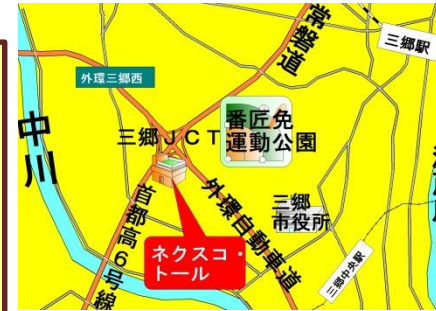 常磐道
三郷駅
外環三郷西
中川
三郷JCT
番匠免
運動公園
首都高6号線
外環自動車道
三郷
市役所
ネクスコ・
トール
三郷中央駅